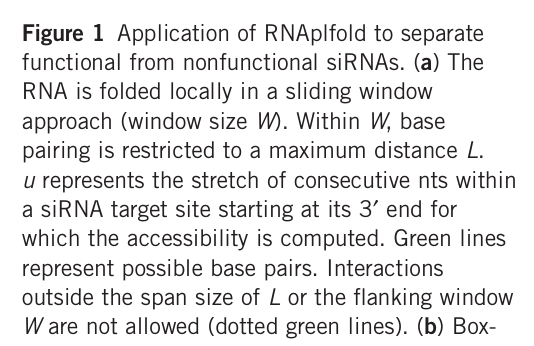 Figure 1 Application of RNAplfold to separate
functional from nonfunctional siRNAs. (a) The
RNA is folded locally in a sliding window
approach (window size W). Within W, base
pairing is restricted to a maximum distance L.
u represents the stretch of consecutive nts within
a siRNA target site starting at its 3′ end for
which the accessibility is computed. Green lines
represent possible base pairs. Interactions
outside the span size of L or the flanking window
W are not allowed (dotted green lines). (b) Box-